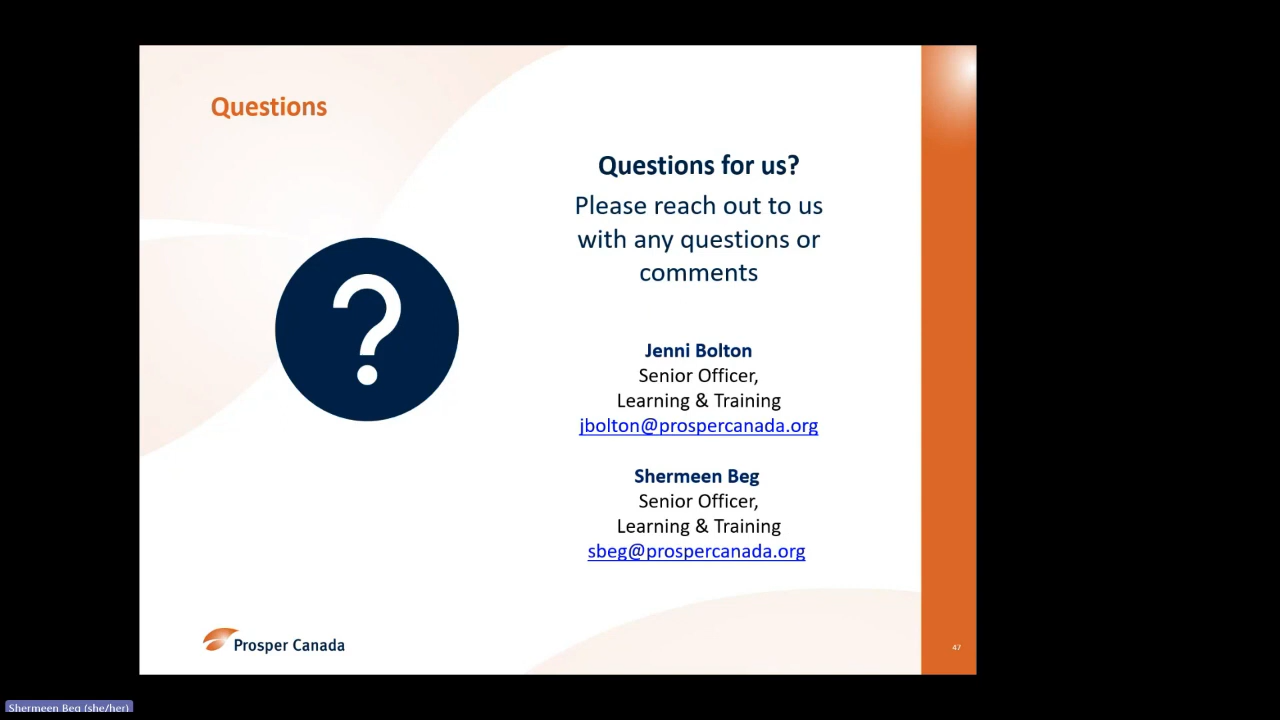 Questions
Questions for us?
Please reach out to us
with any questions or
comments
?
Jenni Bolton
Senior Officer,
Learning & Training
jbolton@prospercanada.org
Shermeen Beg
Senior Officer,
Learning & Training
sbeg@prospercanada.org
Prosper Canada
47
Shermeen Beg (she/her)